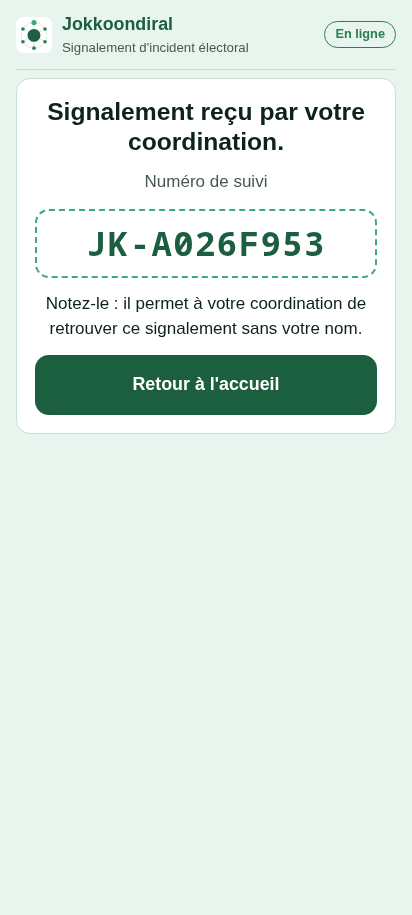 Jokkoondiral
Signalement d'incident électoral
En ligne
Signalement reçu par votre
coordination.
Numéro de suivi
JK-A026F953
Notez-le : il permet à votre coordination de
retrouver ce signalement sans votre nom.
Retour à l'accueil